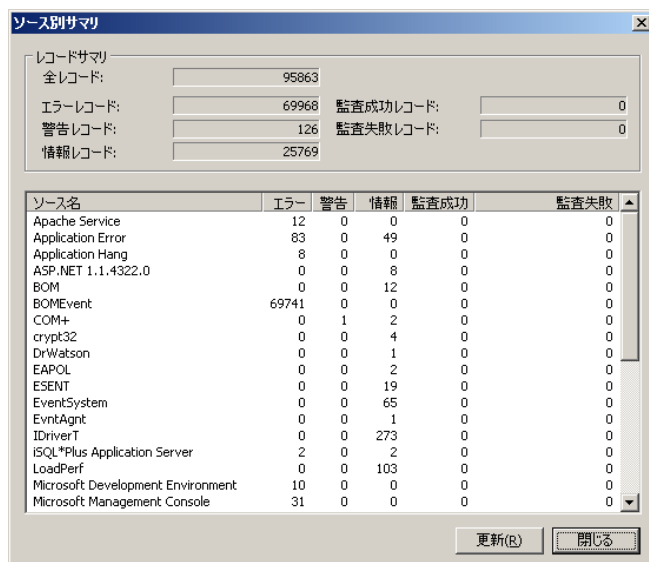 ソース別サマリ
レコードサマリ
全レコード: 95863
エラーレコード: 69968 監査成功レコード: 0
警告レコード: 126 監査失敗レコード: 0
情報レコード: 25769
ソース名 エラー 警告 情報 監査成功 監査失敗
Apache Service 12 0 0 0 0
Application Error 83 0 49 0 0
Application Hang 8 0 0 0 0
ASP.NET 1.1.4322.0 0 0 8 0 0
BOM 0 0 12 0 0
BOMEvent 69741 0 0 0 0
COM+ 0 1 2 0 0
crypt32 0 0 4 0 0
DrWatson 0 0 1 0 0
EAPOL 0 0 2 0 0
ESENT 0 0 19 0 0
EventSystem 0 0 65 0 0
EvntAgnt 0 0 1 0 0
IDriverT 0 0 273 0 0
iSQL*Plus Application Server 2 0 2 0 0
LoadPerf 0 0 103 0 0
Microsoft Development Environment 10 0 0 0 0
Microsoft Management Console 31 0 0 0 0
更新(R) 閉じる